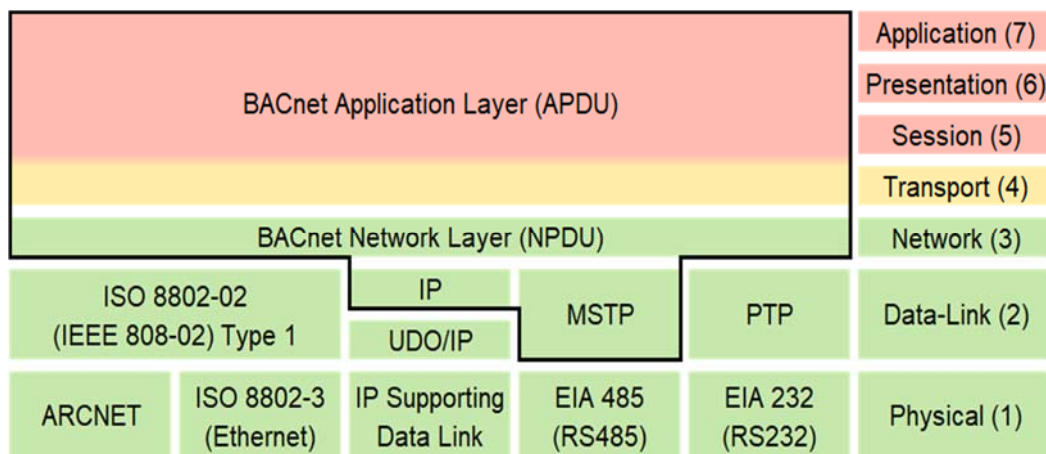 BACnet Application Layer (APDU)
Application (7)
Presentation (6)
Session (5)
Transport (4)
BACnet Network Layer (NPDU)
Network (3)
ISO 8802-02
(IEEE 808-02) Type 1
IP
UDO/IP
MSTP
PTP
Data-Link (2)
ARCNET
ISO 8802-3
(Ethernet)
IP Supporting
Data Link
EIA 485
(RS485)
EIA 232
(RS232)
Physical (1)